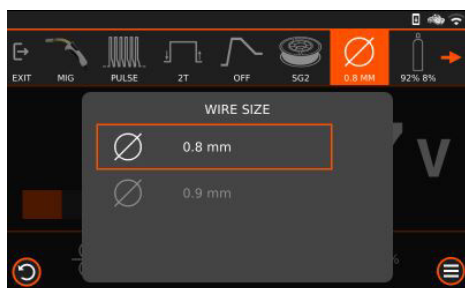 EXIT MIG PULSE 2T OFF SG2 0.8 MM 92% 8%
WIRE SIZE
0.8 mm
0.9 mm
V